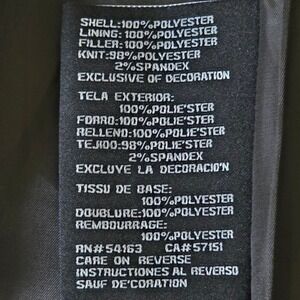 SHELL:100%POLYESTER
LINING:100%POLYESTER
FILLER:100%POLYESTER
KNIT:98%POLYESTER
2%SPANDEX
EXCLUSIVE OF DECORATION
TELA EXTERIOR:
100%POLIE'STER
FORRO:100%POLIE'STER
RELLENO:100%POLIE'STER
TEJIDO:98%POLIE'STER
2%SPANDEX
EXCLUYE LA DECORACIO'N
TISSU DE BASE:
100%POLYESTER
DOUBLURE:100%POLYESTER
REMBOURRAGE:
100%POLYESTER
RN# 54163 CA# 57151
CARE ON REVERSE
INSTRUCTIONES AL REVERSO
SAUF DE'CORATION